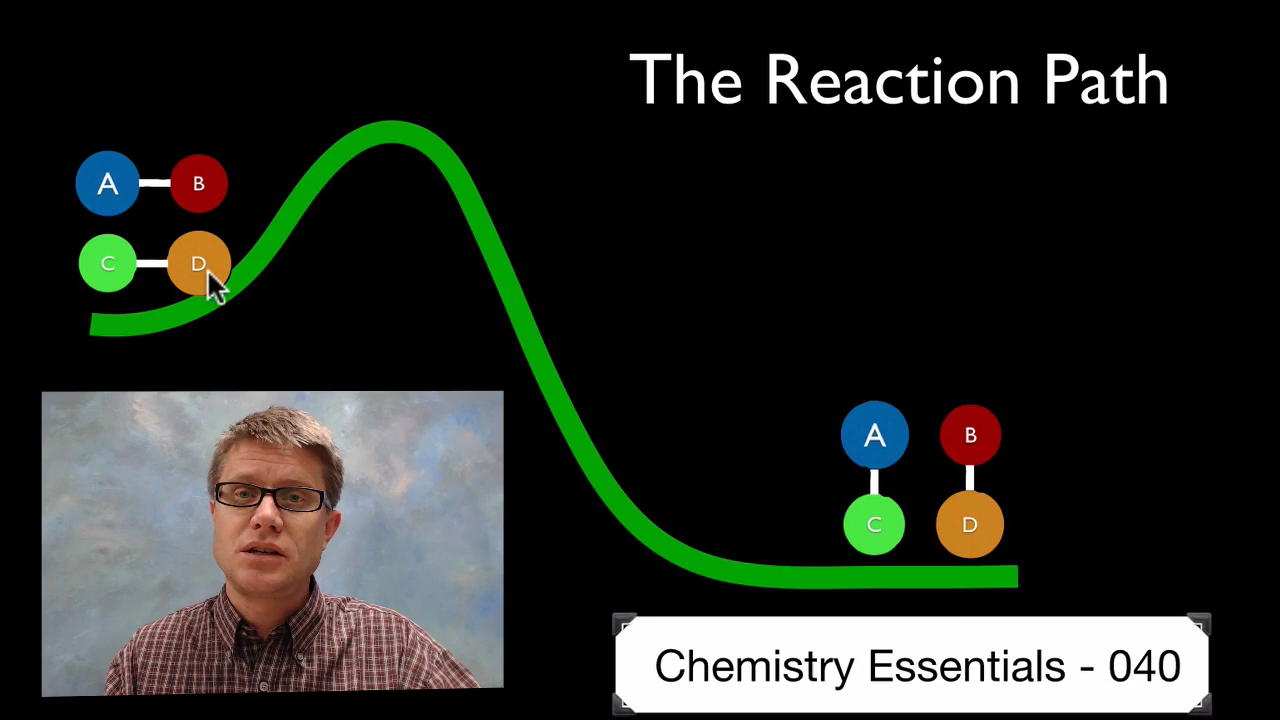 The Reaction Path
A B
C D
A B
C D
Chemistry Essentials - 040